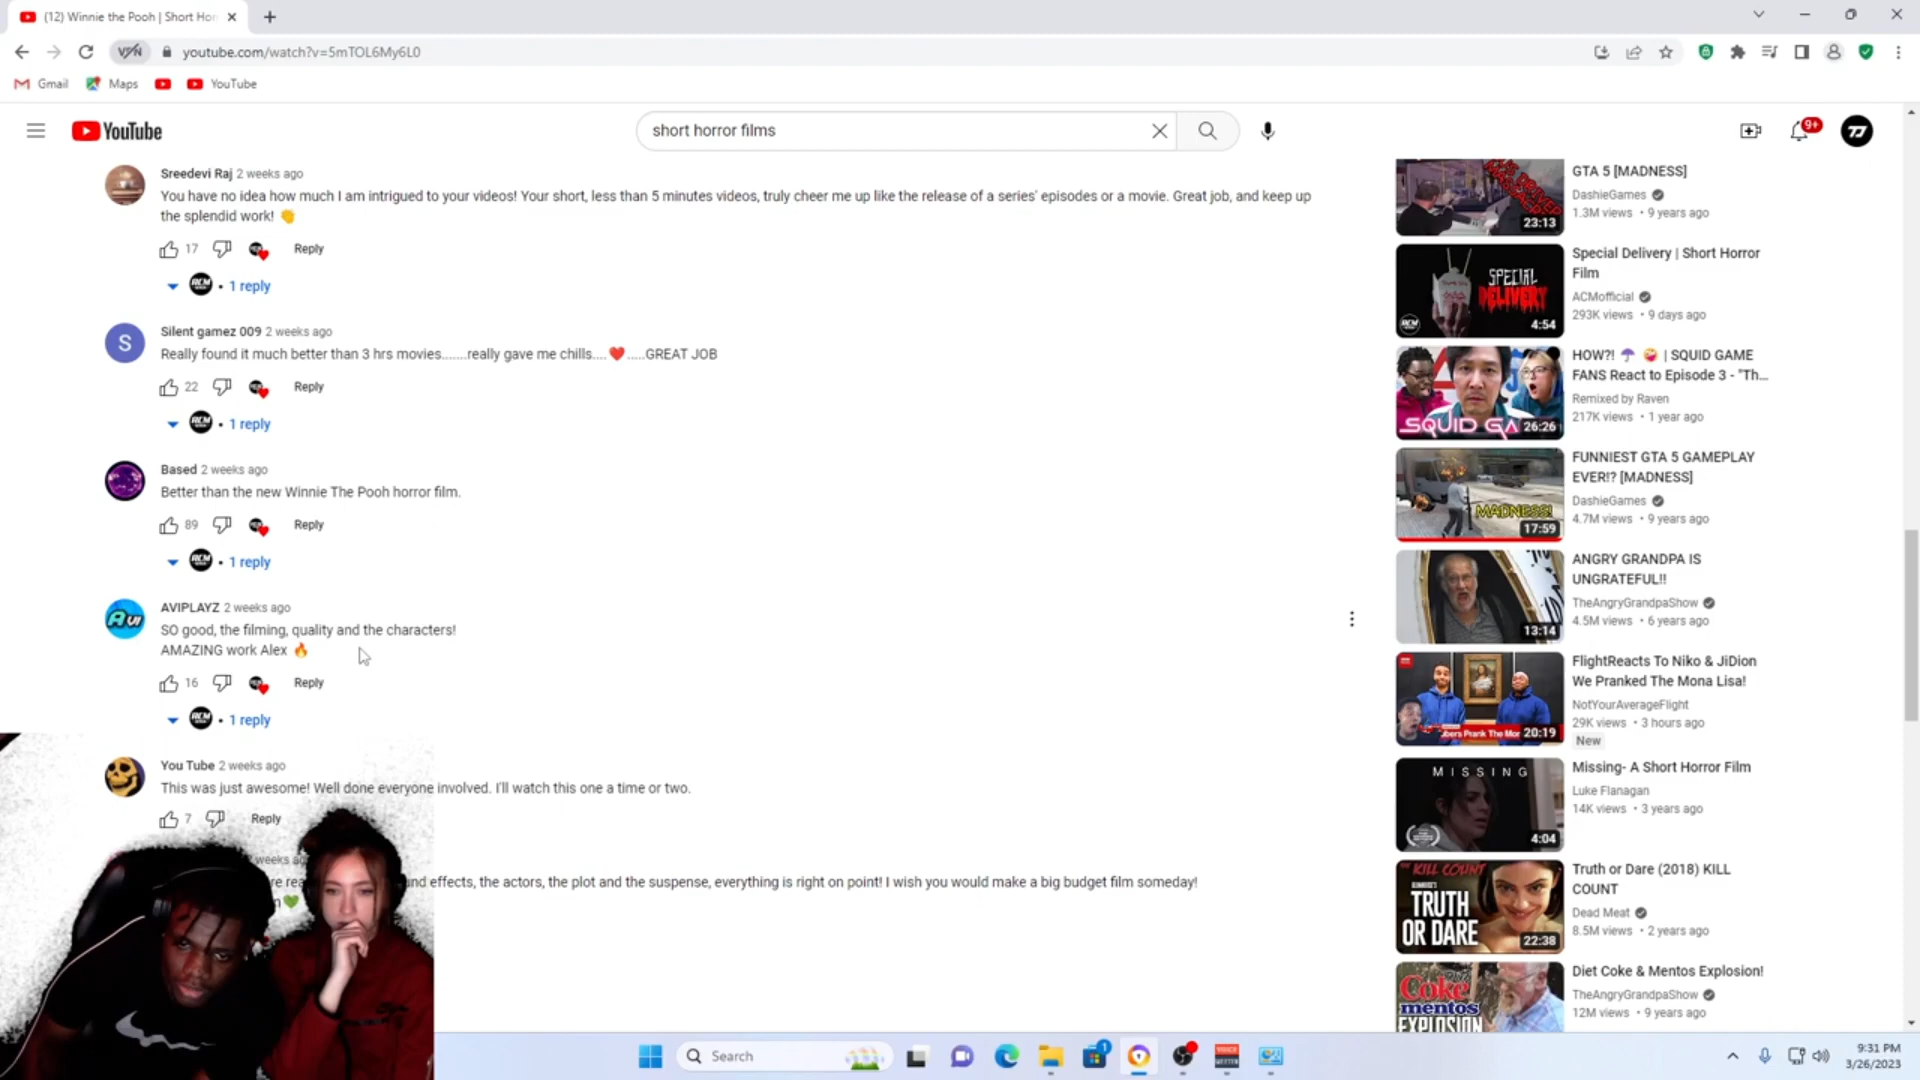 (12) Winnie the Pooh | Short Hor
VPN
youtube.com/watch?v=5mTOL6My6L0
Gmail
Maps
YouTube
YouTube
short horror films
9+
Sreedevi Raj 2 weeks ago
You have no idea how much I am intrigued to your videos! Your short, less than 5 minutes videos, truly cheer me up like the release of a series' episodes or a movie. Great job, and keep up
the splendid work! 👏
17 Reply
1 reply
S
Silent gamez 009 2 weeks ago
Really found it much better than 3 hrs movies.......really gave me chills....❤️.....GREAT JOB
22 Reply
1 reply
Based 2 weeks ago
Better than the new Winnie The Pooh horror film.
89 Reply
1 reply
AVI
AVIPLAYZ 2 weeks ago
SO good, the filming, quality and the characters!
AMAZING work Alex 🔥
16 Reply
1 reply
You Tube 2 weeks ago
This was just awesome! Well done everyone involved. I'll watch this one a time or two.
7 Reply
weeks ag
effects, the actors, the plot and the suspense, everything is right on point! I wish you would make a big budget film someday!
23:13
GTA 5 [MADNESS]
DashieGames
1.3M views • 9 years ago
SPECIAL
DELIVERY
4:54
Special Delivery | Short Horror
Film
ACMofficial
293K views • 9 days ago
SQUID GA
26:26
HOW?! ☂️ 🤪 | SQUID GAME
FANS React to Episode 3 - "Th...
Remixed by Raven
217K views • 1 year ago
MADNESS!
17:59
FUNNIEST GTA 5 GAMEPLAY
EVER!? [MADNESS]
DashieGames
4.7M views • 9 years ago
13:14
ANGRY GRANDPA IS
UNGRATEFUL!!
TheAngryGrandpaShow
4.5M views • 6 years ago
ubers Prank The Mon
20:19
FlightReacts To Niko & JiDion
We Pranked The Mona Lisa!
NotYourAverageFlight
29K views • 3 hours ago
New
MISSING
4:04
Missing- A Short Horror Film
Luke Flanagan
14K views • 3 years ago
KILL COUNT
TRUTH
OR DARE
22:38
Truth or Dare (2018) KILL
COUNT
Dead Meat
8.5M views • 2 years ago
Coke
mentos
EXPLOSION
Diet Coke & Mentos Explosion!
TheAngryGrandpaShow
12M views • 9 years ago
Search
1
9:31 PM
3/26/2023